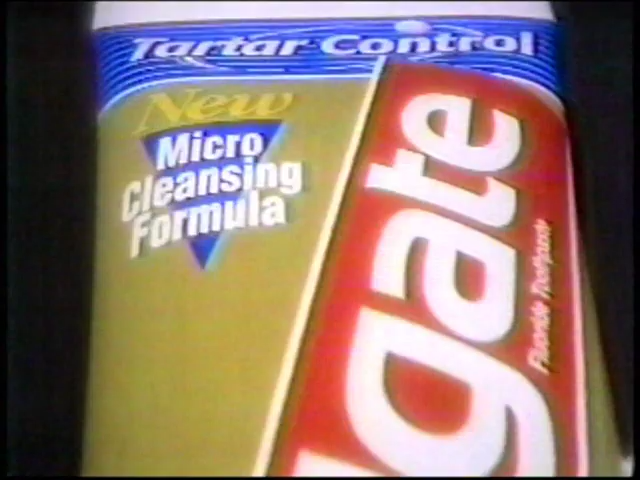 Tartar Control
New
Micro
Cleansing
Formula
lgate
Fluoride Toothpaste